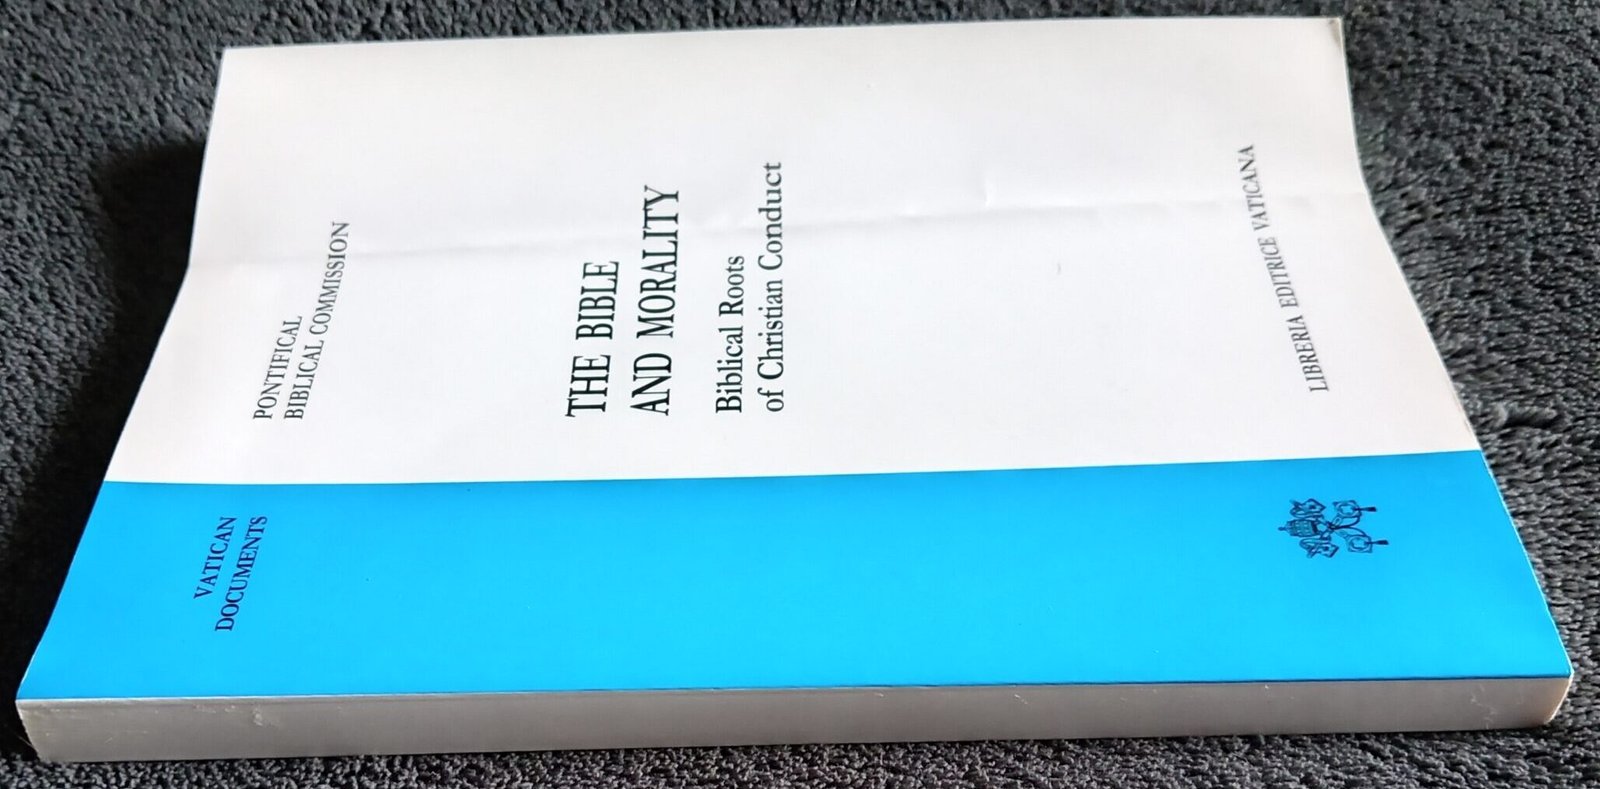 VATICAN
DOCUMENTS
PONTIFICAL
BIBLICAL COMMISSION
THE BIBLE
AND MORALITY
Biblical Roots
of Christian Conduct
LIBRERIA EDITRICE VATICANA